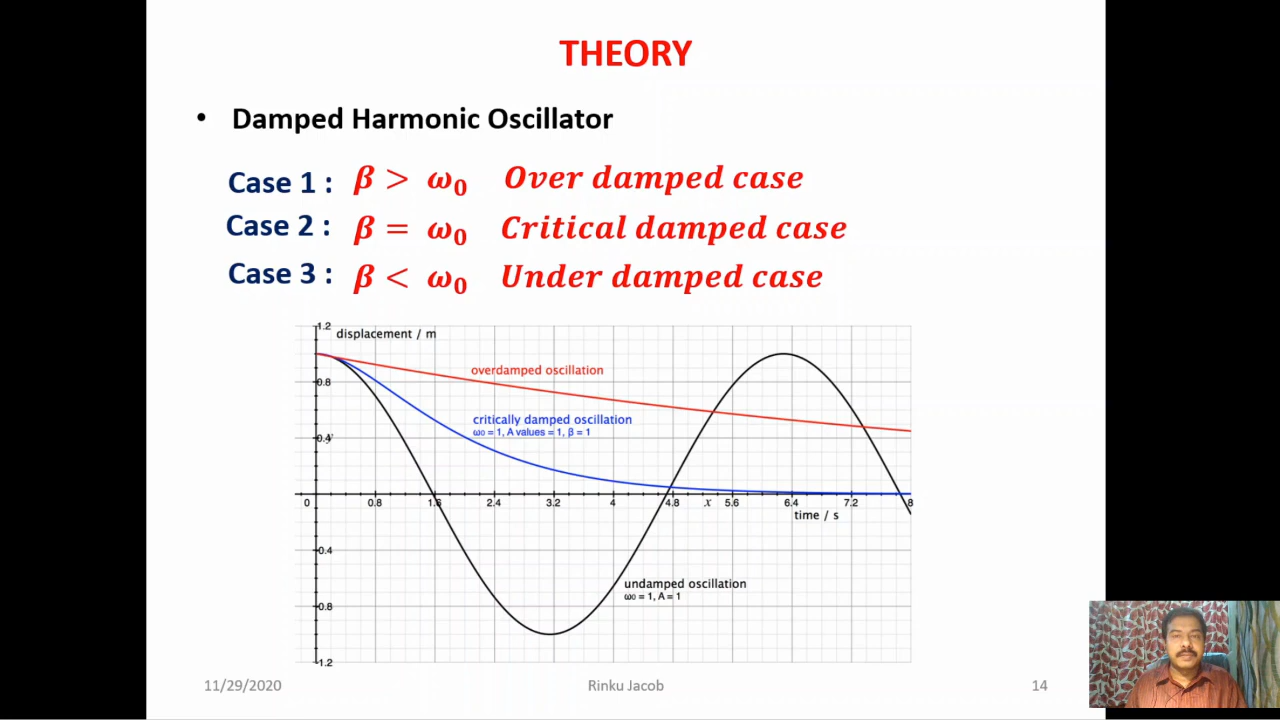 THEORY
• Damped Harmonic Oscillator
Case 1 : β > ω₀ Over damped case
Case 2 : β = ω₀ Critical damped case
Case 3 : β < ω₀ Under damped case
1.2
displacement / m
overdamped oscillation
0.8
critically damped oscillation
ω₀ = 1, A values = 1, β = 1
0.4
0 0.8 1.6 2.4 3.2 4 4.8 x 5.6 6.4 7.2 8
time / s
-0.4
undamped oscillation
ω₀ = 1, A = 1
-0.8
-1.2
11/29/2020 Rinku Jacob 14